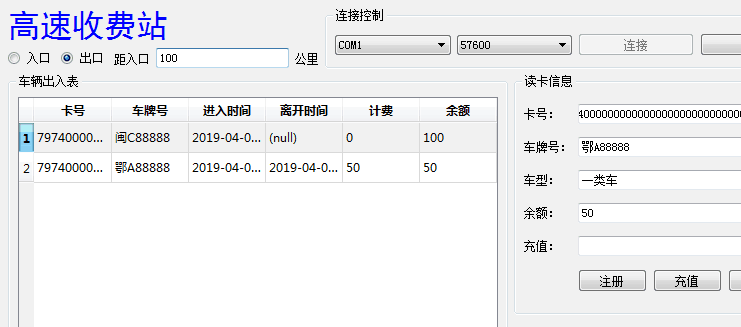 高速收费站
入口 出口 距入口 100 公里
连接控制
COM1 57600 连接
车辆出入表
卡号 车牌号 进入时间 离开时间 计费 余额
1 79740000... 闽C88888 2019-04-0... (null) 0 100
2 79740000... 鄂A88888 2019-04-0... 2019-04-0... 50 50
读卡信息
卡号:
车牌号: 鄂A88888
车型: 一类车
余额: 50
充值:
注册 充值